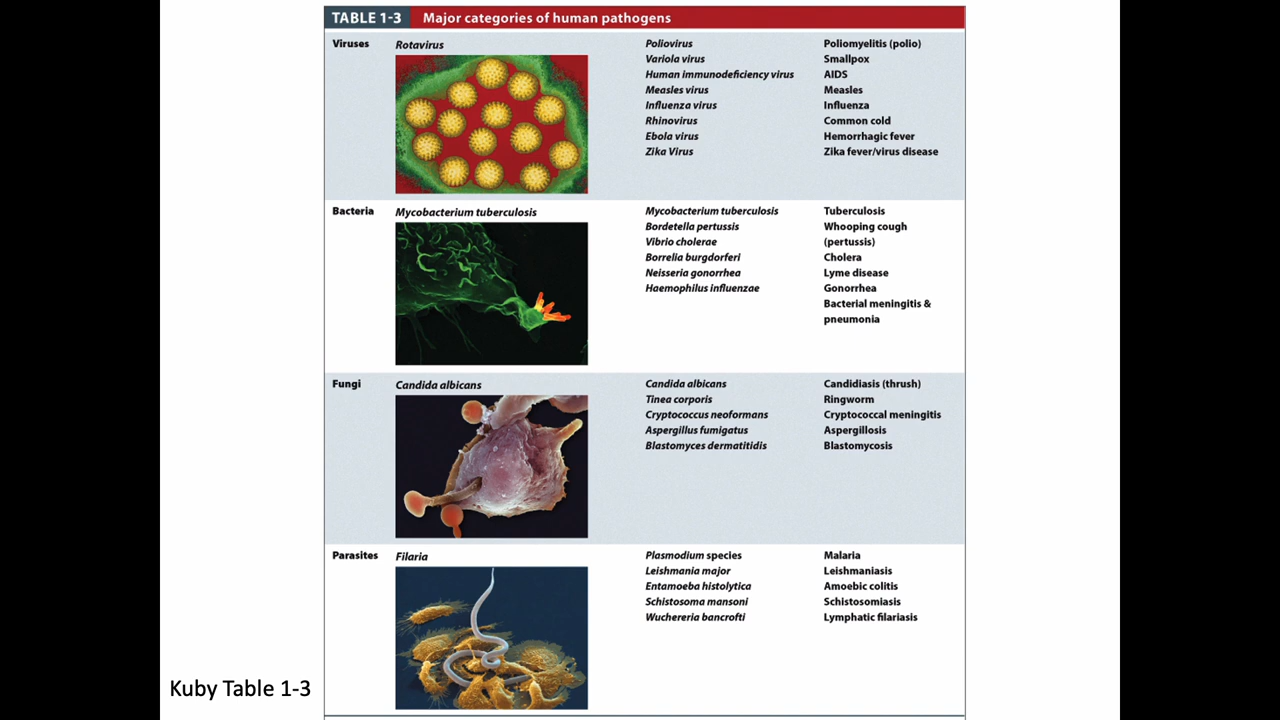 TABLE 1-3 Major categories of human pathogens
Viruses Rotavirus Poliovirus Poliomyelitis (polio)
Variola virus Smallpox
Human immunodeficiency virus AIDS
Measles virus Measles
Influenza virus Influenza
Rhinovirus Common cold
Ebola virus Hemorrhagic fever
Zika Virus Zika fever/virus disease
Bacteria Mycobacterium tuberculosis Mycobacterium tuberculosis Tuberculosis
Bordetella pertussis Whooping cough
Vibrio cholerae (pertussis)
Borrelia burgdorferi Cholera
Neisseria gonorrhea Lyme disease
Haemophilus influenzae Gonorrhea
Bacterial meningitis &
pneumonia
Fungi Candida albicans Candida albicans Candidiasis (thrush)
Tinea corporis Ringworm
Cryptococcus neoformans Cryptococcal meningitis
Aspergillus fumigatus Aspergillosis
Blastomyces dermatitidis Blastomycosis
Parasites Filaria Plasmodium species Malaria
Leishmania major Leishmaniasis
Entamoeba histolytica Amoebic colitis
Schistosoma mansoni Schistosomiasis
Wuchereria bancrofti Lymphatic filariasis
Kuby Table 1-3